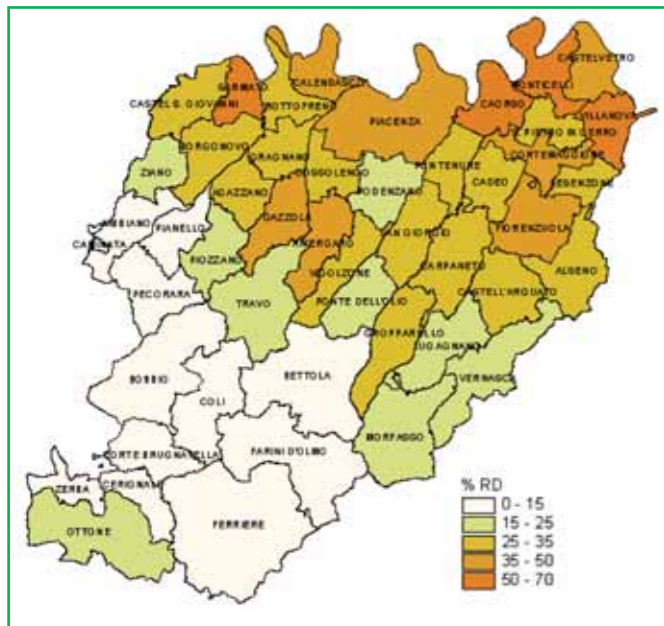 CASTELVETRO
MONTICELLO
CALENDASCO
SARMATO
CASTEL S. GIOVANNI
ROTTOFRENO
CAORSO
VILLANOVA
PIACENZA
S. PIETRO IN CERRO
CORTEMAGGIORE
BORGONOVO
GRAGNANO
PONTENURE
ZIANO
GOSSOLENGO
PODENZANO
CADEO
BESENZONE
AGAZZANO
GAZZOLA
RIVERGARO
SAN GIORGIO
FIORENZUOLA
NIBBIANO
PIANELLO
CAMINATA
PIOZZANO
VIGOLZONE
CARPANETO
ALSENO
PECORARA
TRAVO
PONTE DELL'OLIO
CASTELL'ARQUATO
GROPPARELLO
LUGAGNANO
BOBBIO
BETTOLA
VERNASCA
COLI
MORFASSO
CORTE BRUGNATELLA
FARINI D'OLMO
ZERBA
CERIGNALE
FERRIERE
OTTONE
% RD
0 - 15
15 - 25
25 - 35
35 - 50
50 - 70